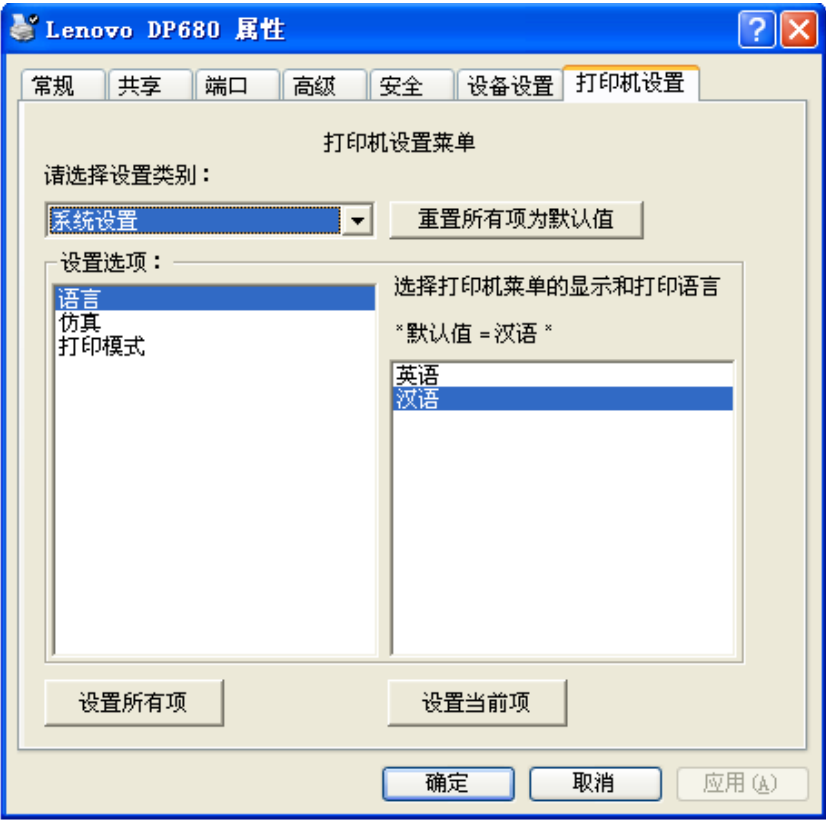 Lenovo DP680 属性
常规 共享 端口 高级 安全 设备设置 打印机设置
打印机设置菜单
请选择设置类别：
系统设置 重置所有项为默认值
设置选项：
语言
仿真
打印模式
选择打印机菜单的显示和打印语言
*默认值 =汉语 *
英语
汉语
设置所有项 设置当前项
确定 取消 应用(A)